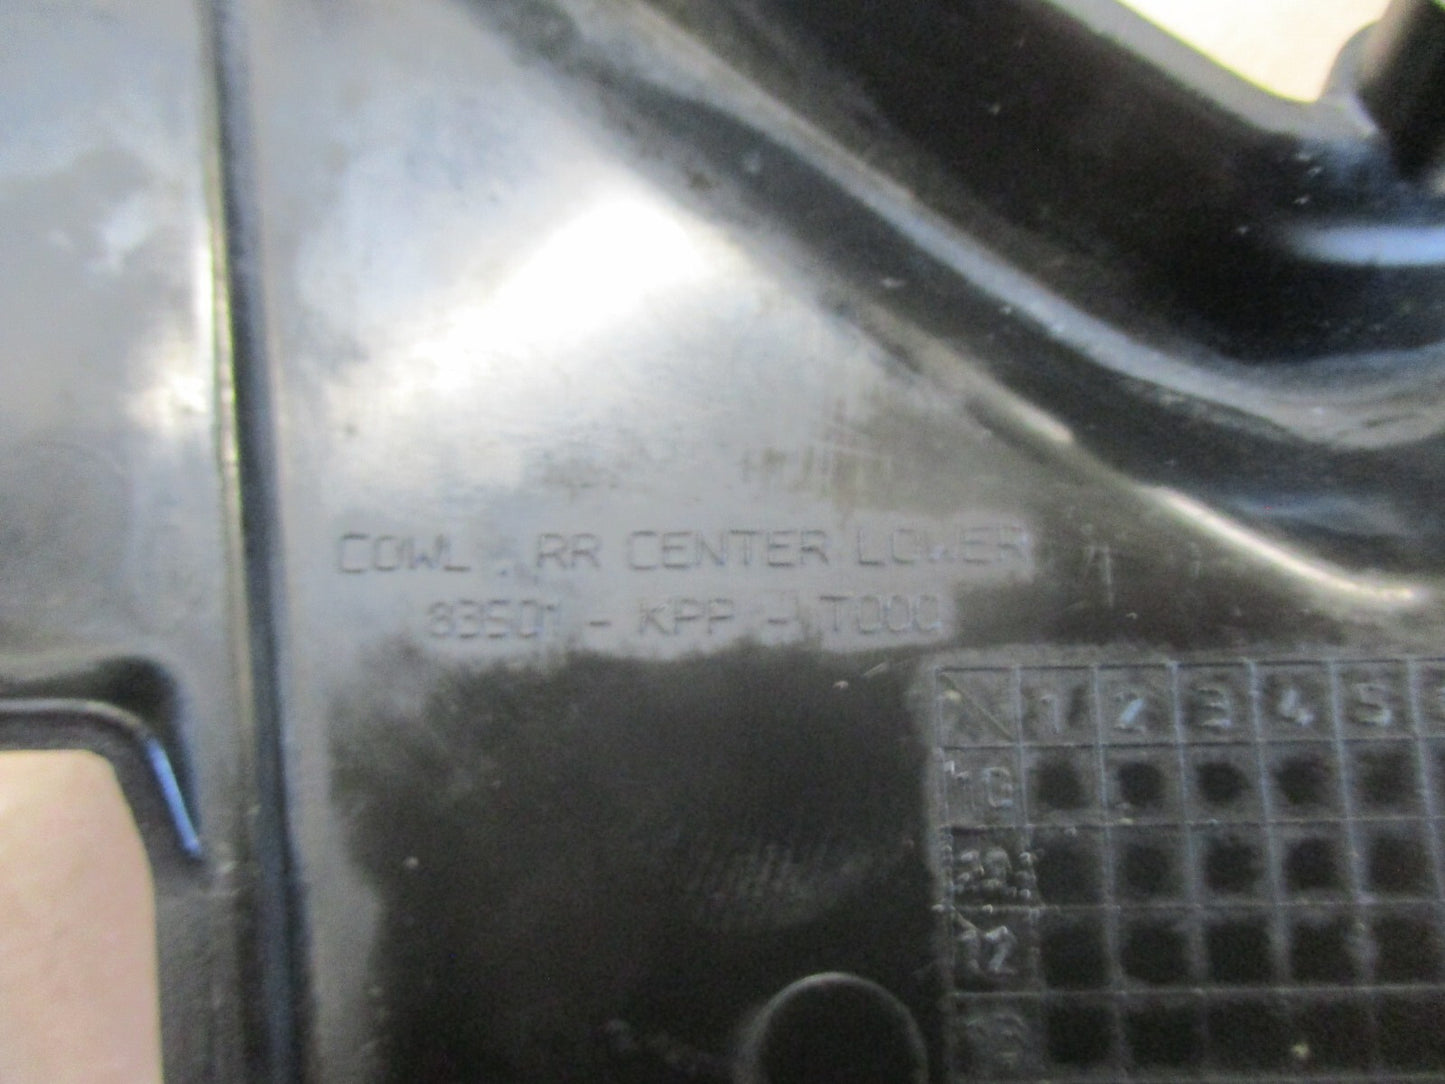 COWL , RR CENTER LOWER
83501 - KPP - T000
1 2 3 4 5
10
12